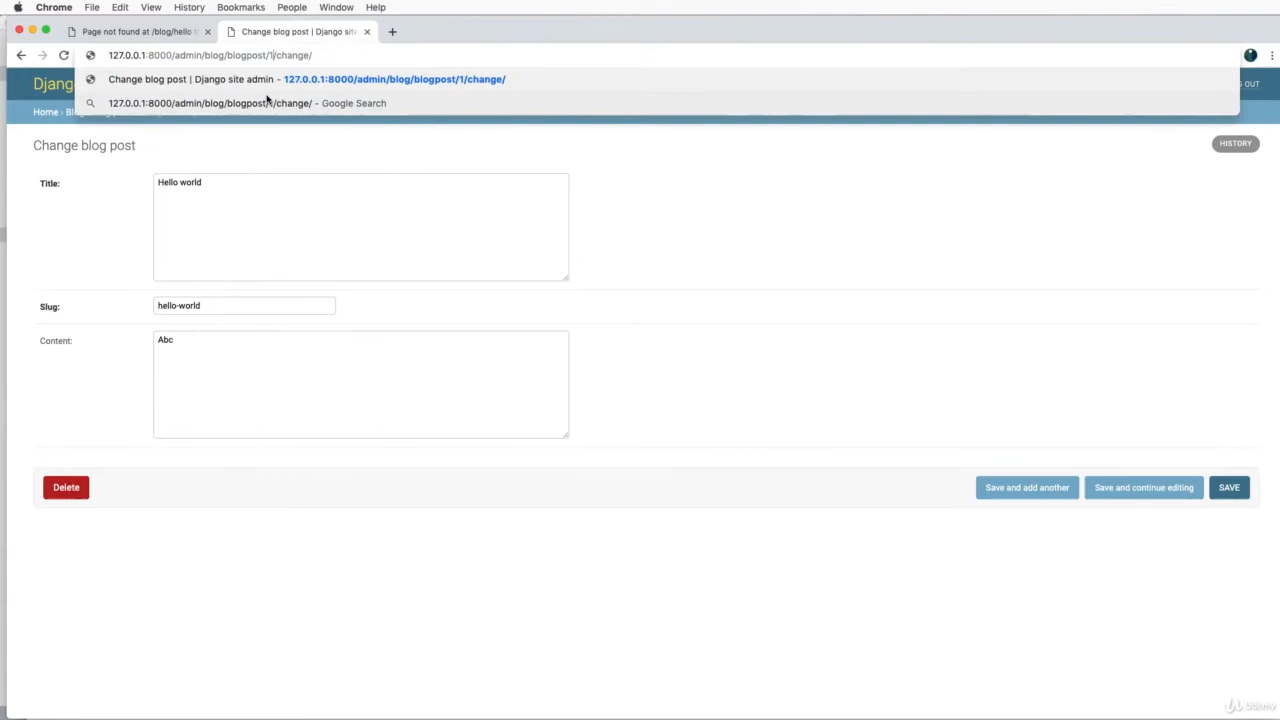 Chrome File Edit View History Bookmarks People Window Help
Page not found at /blog/hello t
Change blog post | Django site
127.0.0.1:8000/admin/blog/blogpost/1/change/
Change blog post | Django site admin - 127.0.0.1:8000/admin/blog/blogpost/1/change/
127.0.0.1:8000/admin/blog/blogpost/1/change/ - Google Search
Djang
G OUT
Home › Bl
Change blog post
HISTORY
Title:
Hello world
Slug:
hello-world
Content:
Abc
Delete
Save and add another
Save and continue editing
SAVE
Udemy